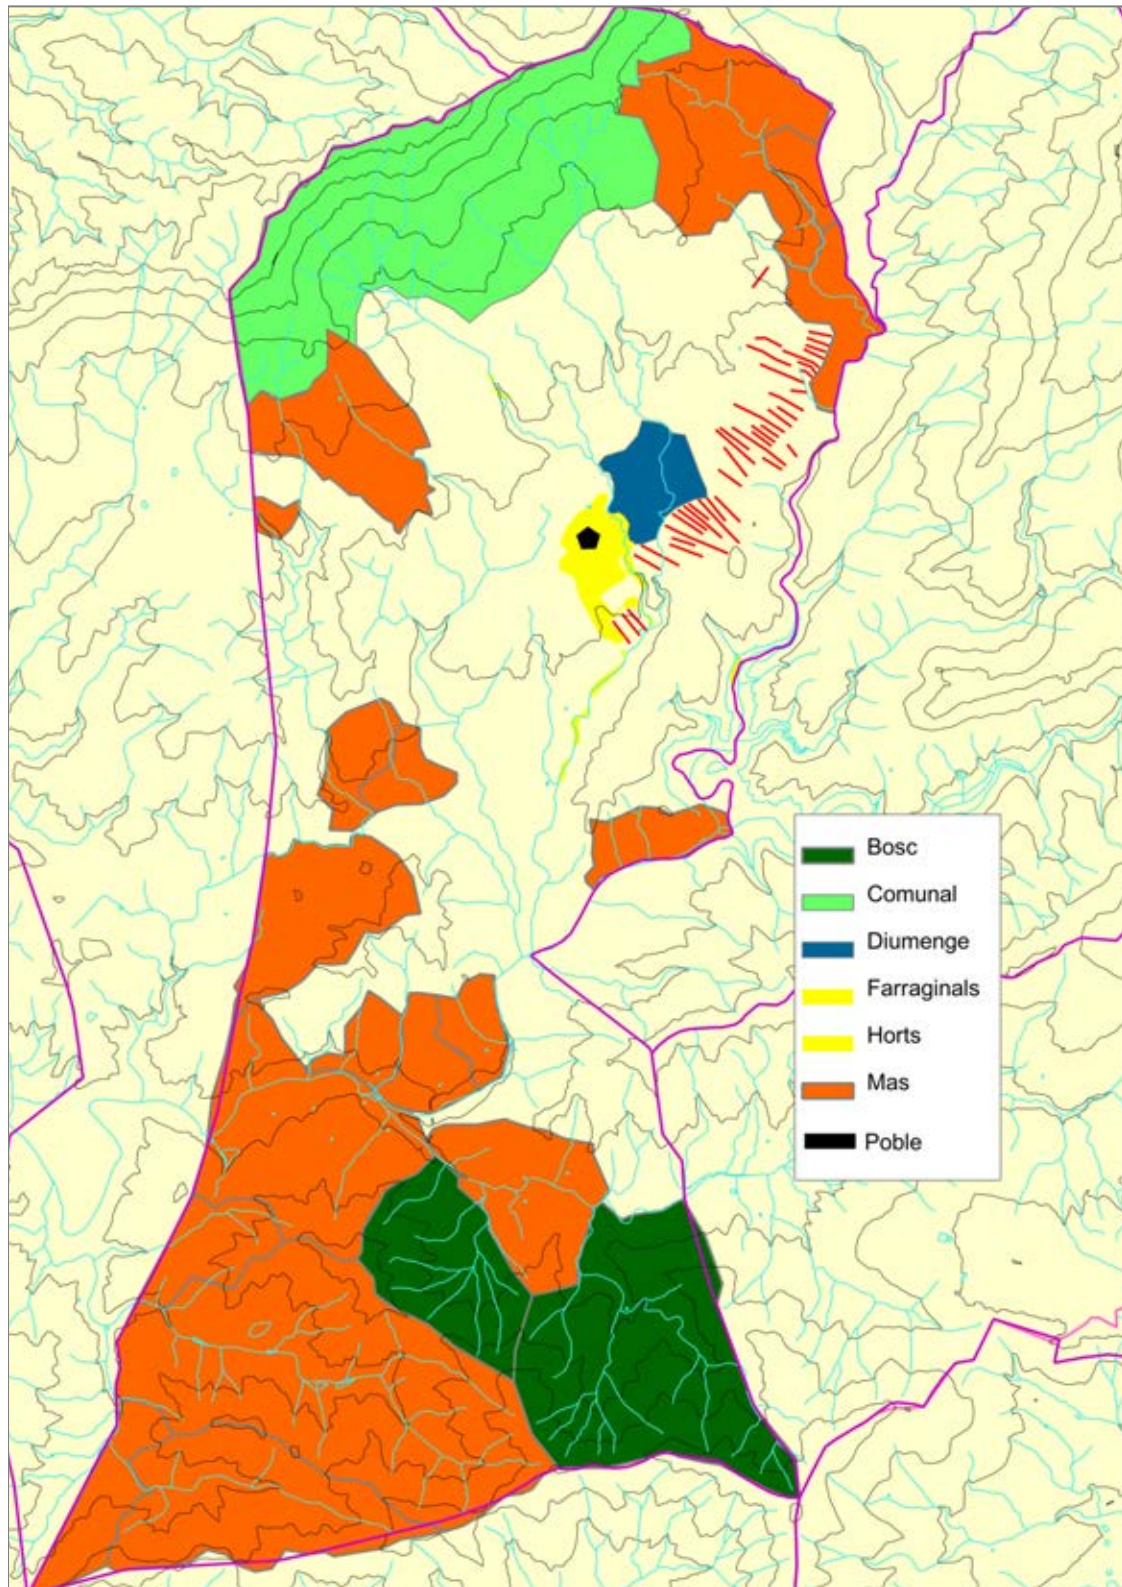 Bosc
Comunal
Diumenge
Farraginals
Horts
Mas
Poble